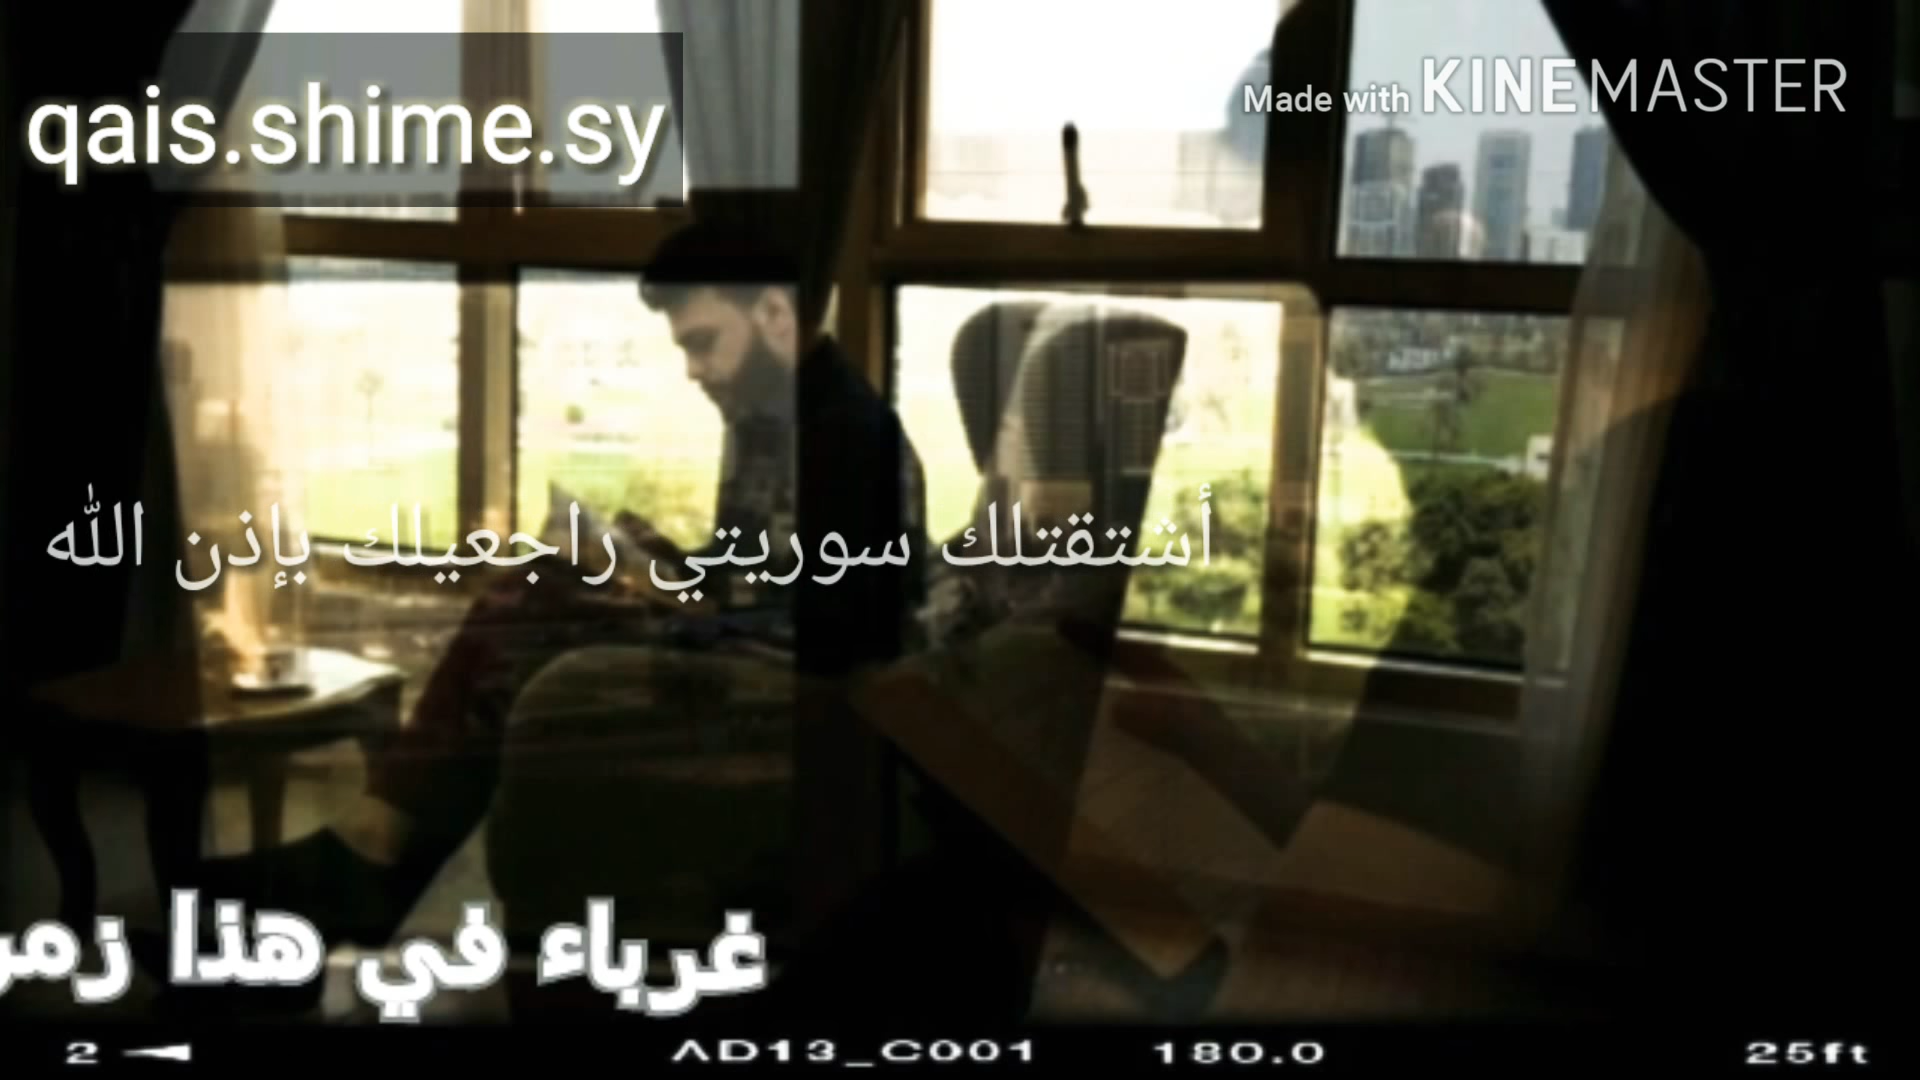 Made with KINEMASTER
qais.shime.sy
أشتقتلك سوريتي راجعيلك بإذن الله
غرباء في هذا
2 AD13_C001 180.0 25ft